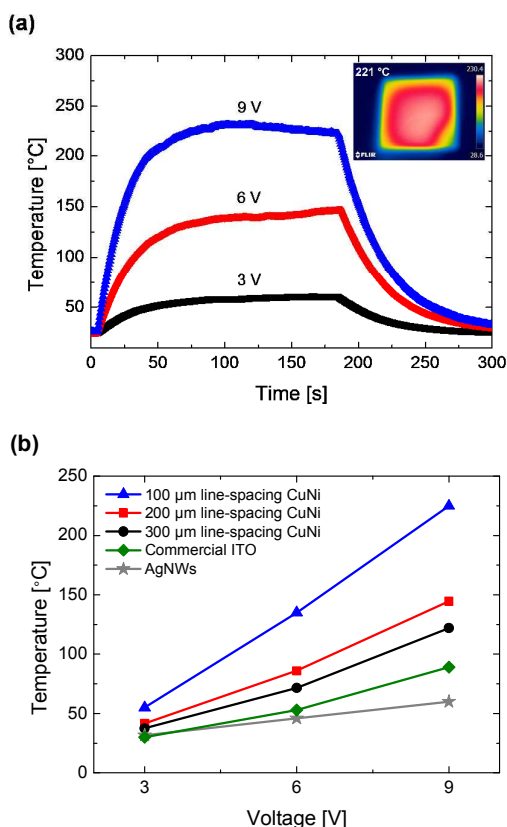 (a)
300
250
200
150
100
50
Temperature [°C]
9 V
6 V
3 V
221 °C
230.4
28.6
FLIR
0 50 100 150 200 250 300
Time [s]
(b)
250
200
150
100
50
0
Temperature [°C]
100 µm line-spacing CuNi
200 µm line-spacing CuNi
300 µm line-spacing CuNi
Commercial ITO
AgNWs
3 6 9
Voltage [V]